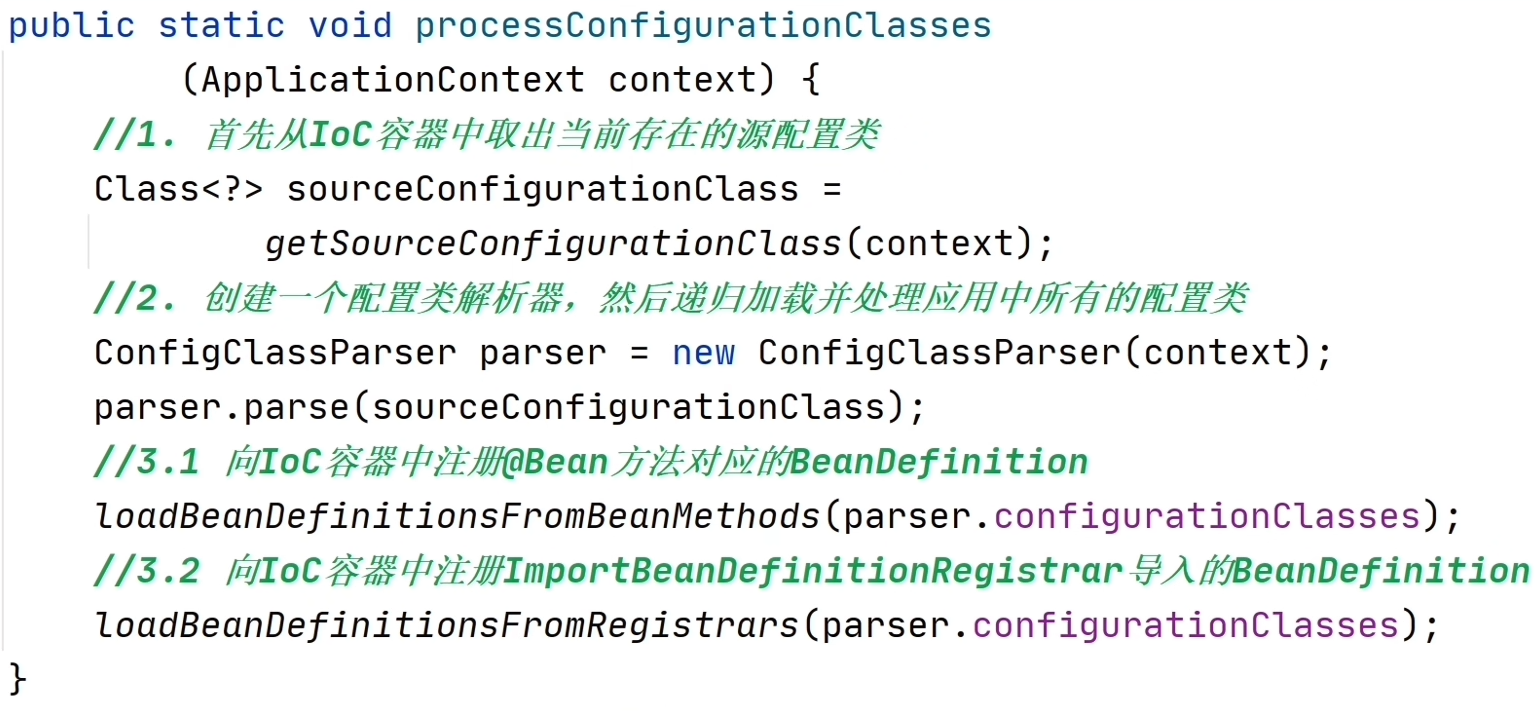 public static void processConfigurationClasses
(ApplicationContext context) {
//1. 首先从IoC容器中取出当前存在的源配置类
Class<?> sourceConfigurationClass =
getSourceConfigurationClass(context);
//2. 创建一个配置类解析器，然后递归加载并处理应用中所有的配置类
ConfigClassParser parser = new ConfigClassParser(context);
parser.parse(sourceConfigurationClass);
//3.1 向IoC容器中注册@Bean方法对应的BeanDefinition
loadBeanDefinitionsFromBeanMethods(parser.configurationClasses);
//3.2 向IoC容器中注册ImportBeanDefinitionRegistrar导入的BeanDefinition
loadBeanDefinitionsFromRegistrars(parser.configurationClasses);
}